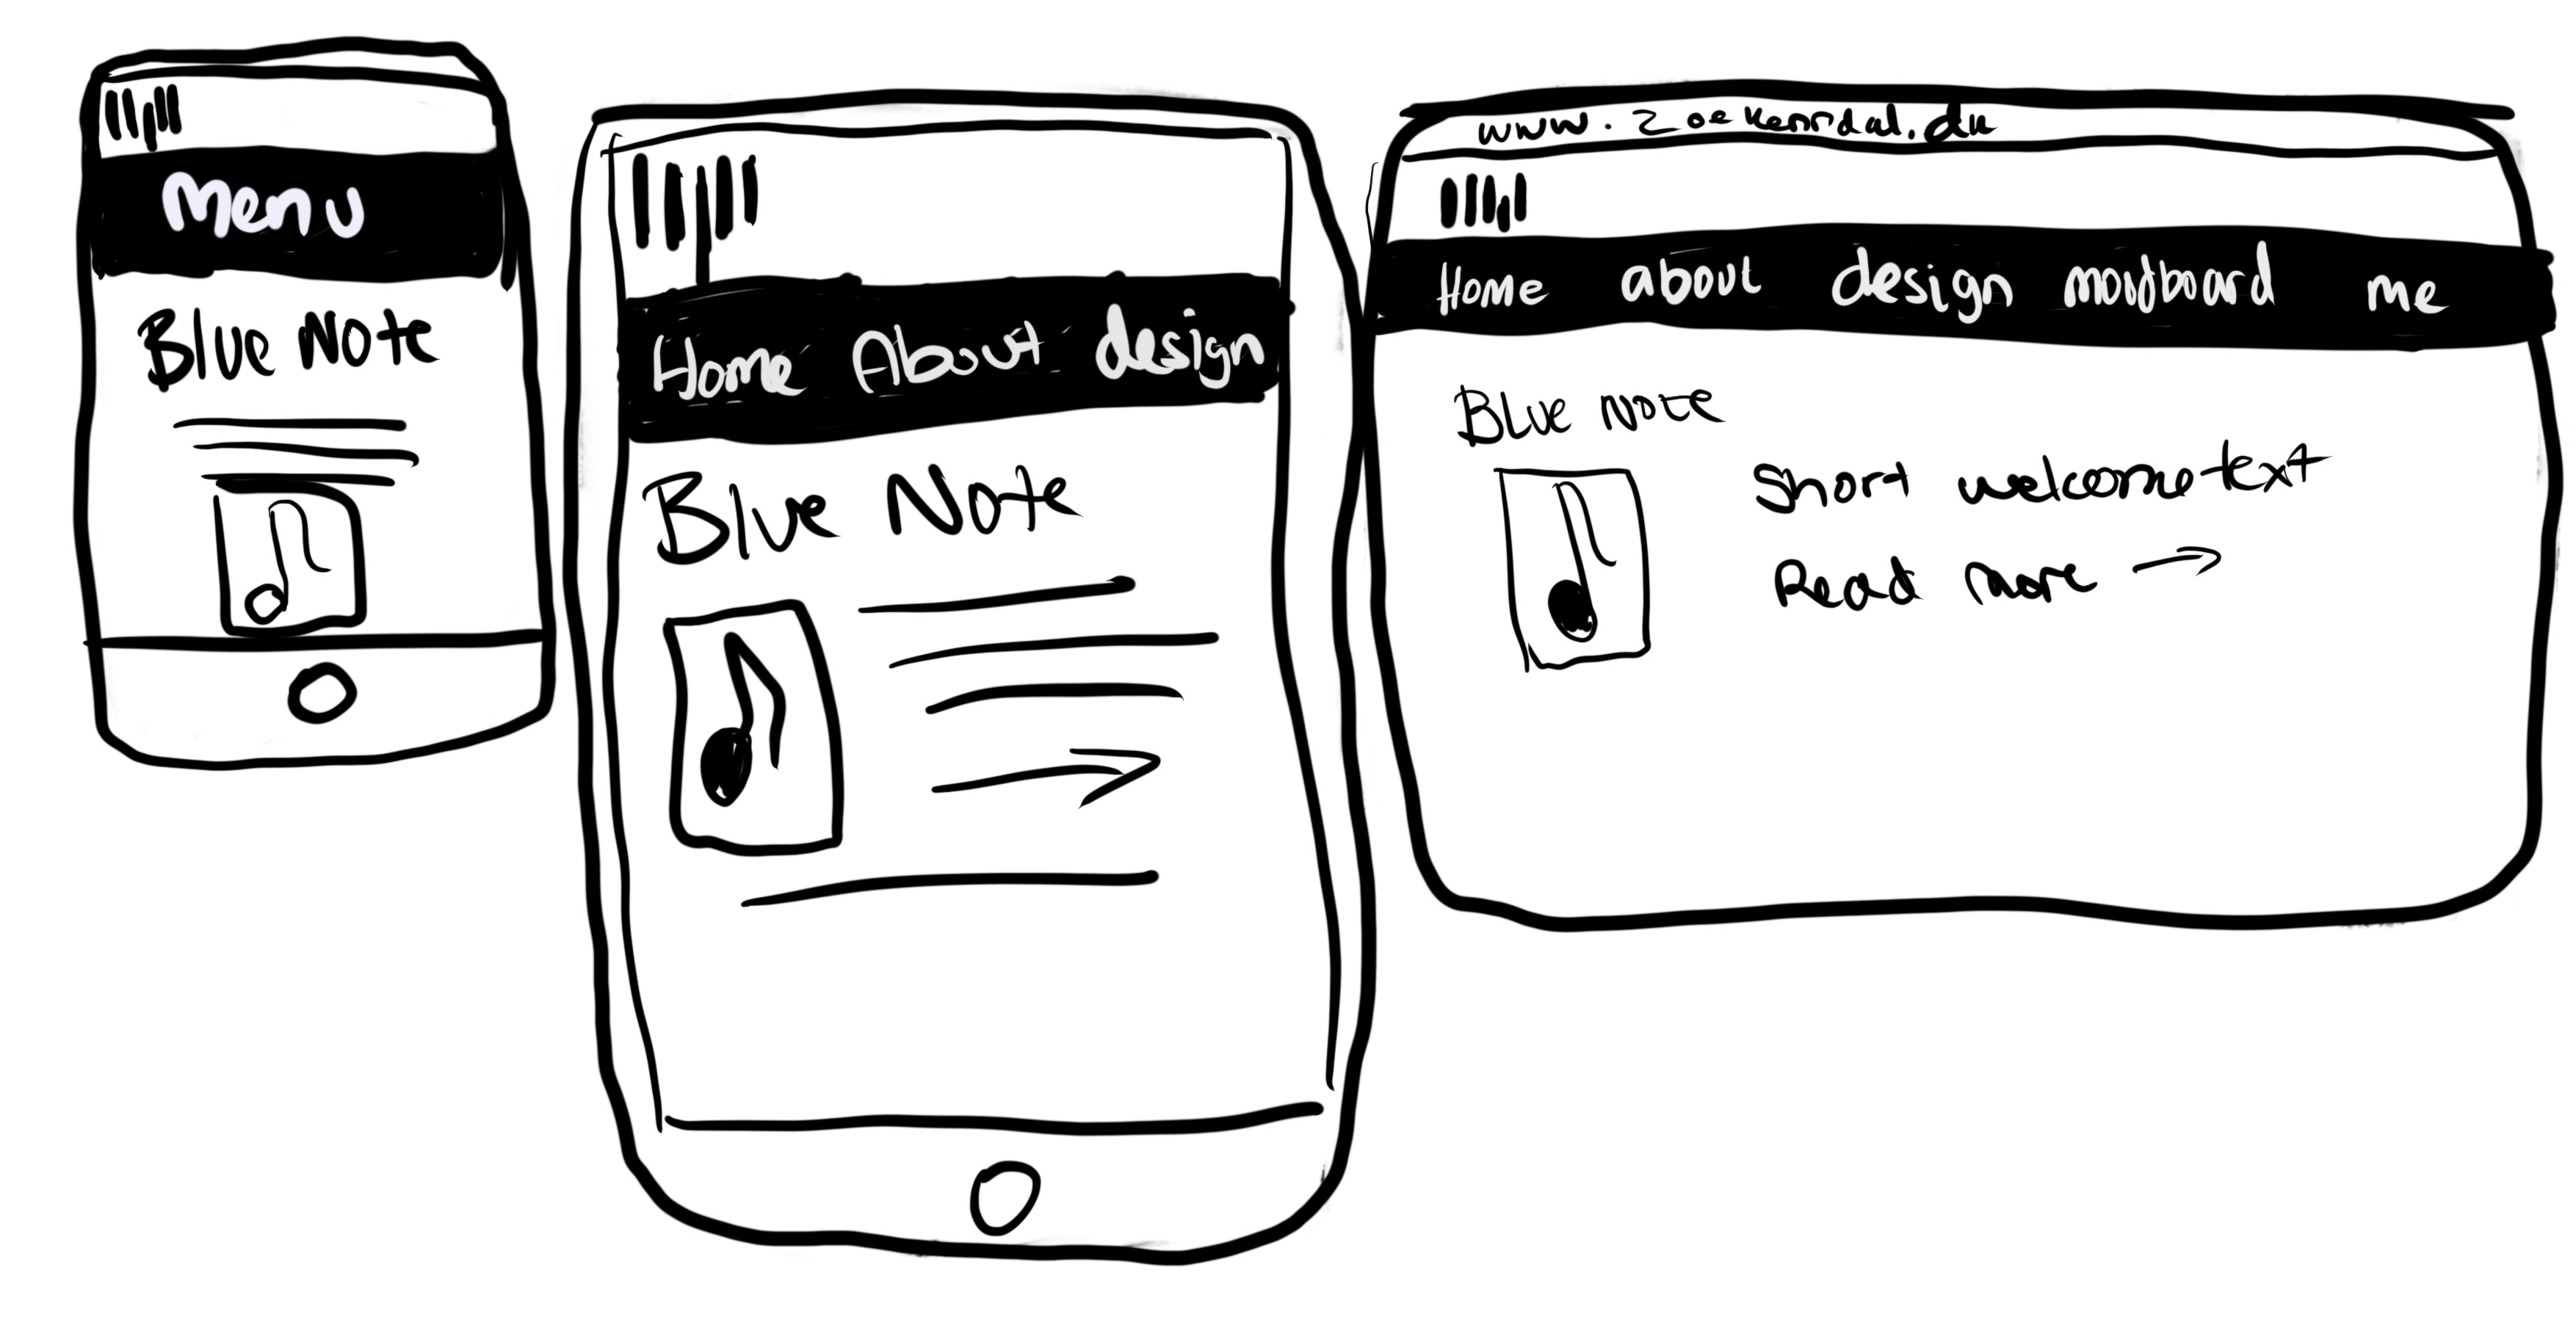 Menu
Blue Note
Home About design
Blue Note
www.zoekenrdal.dk
Home about design moodboard me
Blue Note
Short welcome text
Read more →